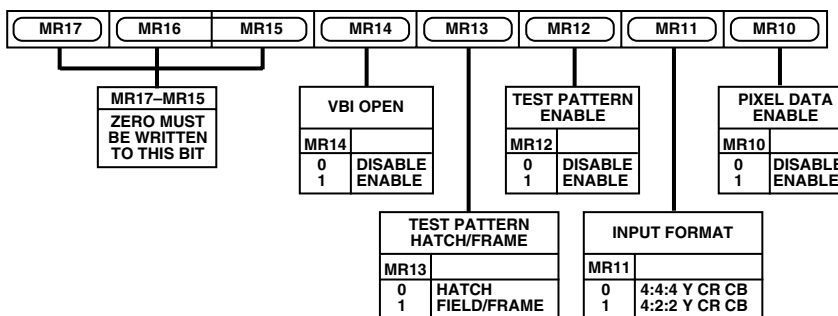 MR17 MR16 MR15 MR14 MR13 MR12 MR11 MR10
MR17–MR15
ZERO MUST
BE WRITTEN
TO THIS BIT
VBI OPEN
MR14
0 DISABLE
1 ENABLE
TEST PATTERN
ENABLE
MR12
0 DISABLE
1 ENABLE
PIXEL DATA
ENABLE
MR10
0 DISABLE
1 ENABLE
TEST PATTERN
HATCH/FRAME
MR13
0 HATCH
1 FIELD/FRAME
INPUT FORMAT
MR11
0 4:4:4 Y CR CB
1 4:2:2 Y CR CB